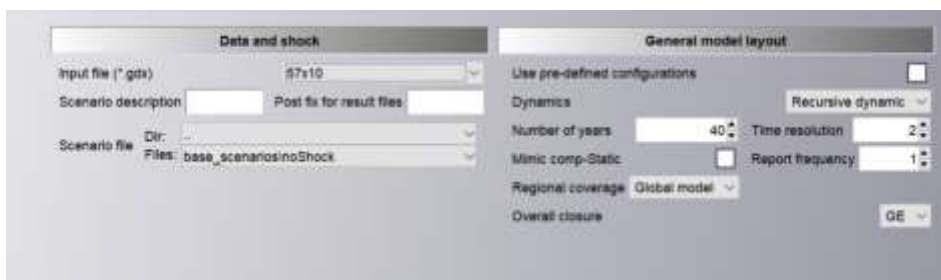 Data and shock
Input file (*.gdx) 57x10
Scenario description Post fix for result files
Scenario file Dir: ..
Files: base_scenarios\noShock
General model layout
Use pre-defined configurations
Dynamics Recursive dynamic
Number of years 40 Time resolution 2
Mimic comp-Static Report frequency 1
Regional coverage Global model
Overall closure GE